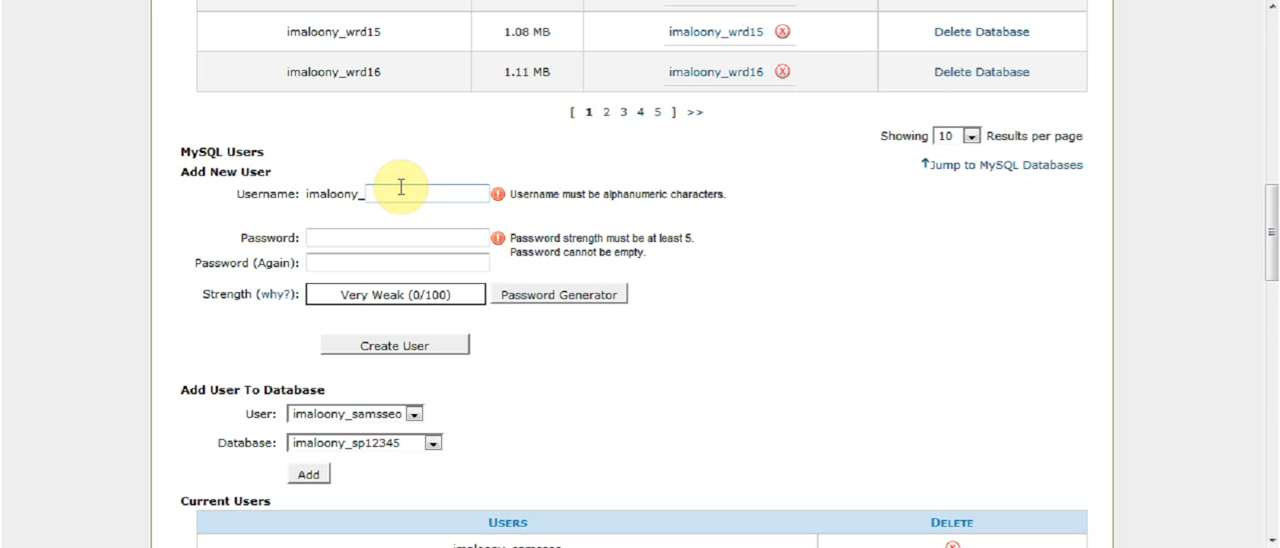 imaloony_wrd15 1.08 MB imaloony_wrd15 Delete Database
imaloony_wrd16 1.11 MB imaloony_wrd16 Delete Database
[ 1 2 3 4 5 ] >>
Showing 10 Results per page
MySQL Users
↑Jump to MySQL Databases
Add New User
Username: imaloony_ Username must be alphanumeric characters.
Password: Password strength must be at least 5.
Password cannot be empty.
Password (Again):
Strength (why?): Very Weak (0/100) Password Generator
Create User
Add User To Database
User: imaloony_samsseo
Database: imaloony_sp12345
Add
Current Users
USERS DELETE